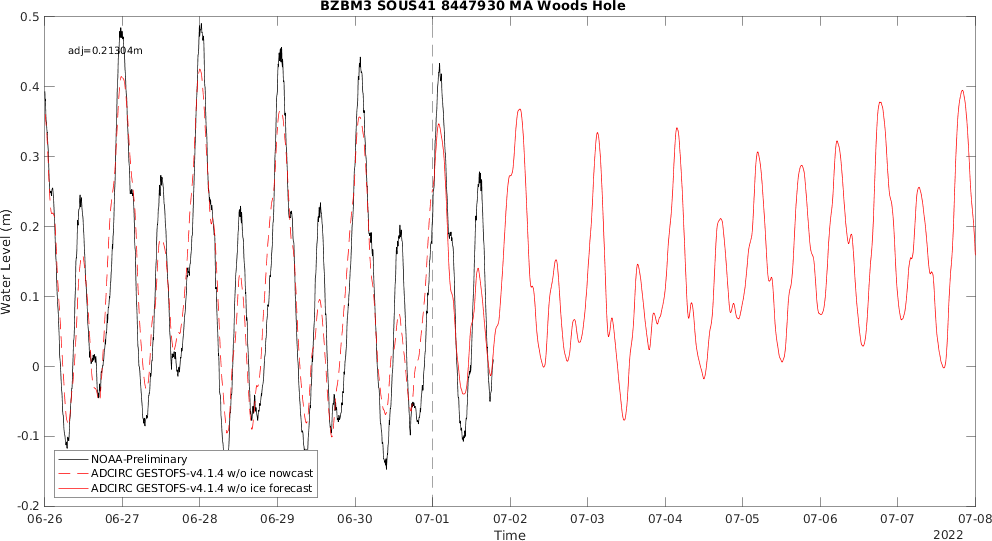 BZBM3 SOUS41 8447930 MA Woods Hole
0.5
adj=0.21304m
0.4
0.3
0.2
0.1
0
-0.1
-0.2
Water Level (m)
NOAA-Preliminary
ADCIRC GESTOFS-v4.1.4 w/o ice nowcast
ADCIRC GESTOFS-v4.1.4 w/o ice forecast
06-26 06-27 06-28 06-29 06-30 07-01 07-02 07-03 07-04 07-05 07-06 07-07 07-08
Time
2022